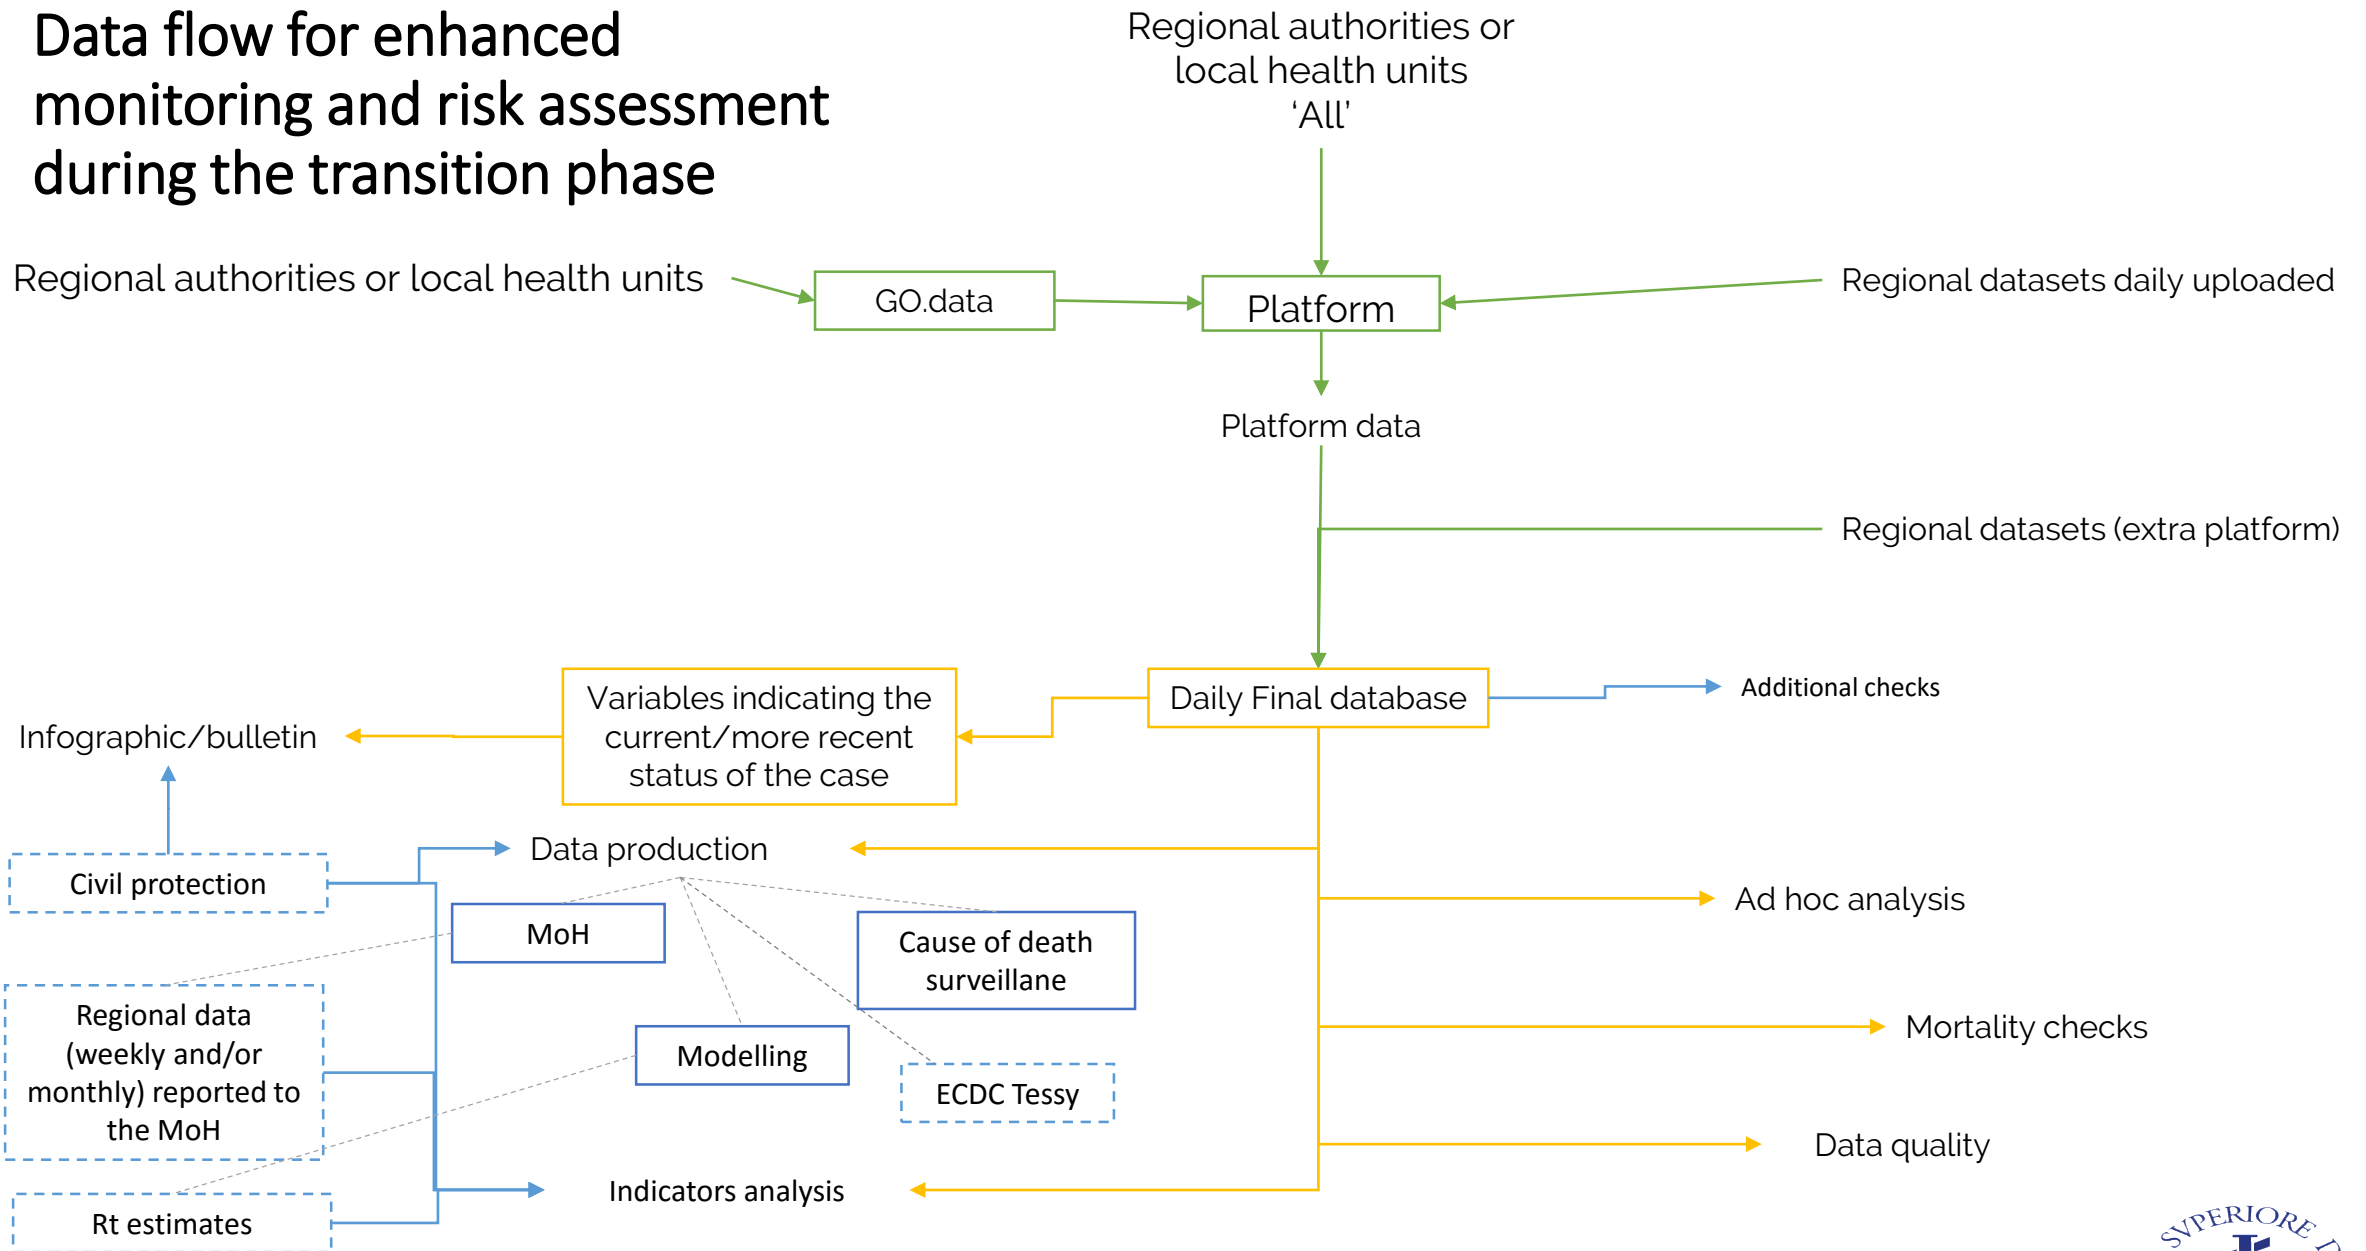 Data flow for enhanced
monitoring and risk assessment
during the transition phase
Regional authorities or
local health units
‘All’
Regional authorities or local health units
GO.data
Platform
Regional datasets daily uploaded
Platform data
Regional datasets (extra platform)
Variables indicating the
current/more recent
status of the case
Daily Final database
Additional checks
Infographic/bulletin
Data production
Civil protection
MoH
Cause of death
surveillane
Ad hoc analysis
Regional data
(weekly and/or
monthly) reported to
the MoH
Modelling
ECDC Tessy
Mortality checks
Data quality
Indicators analysis
Rt estimates
SVPERIORE